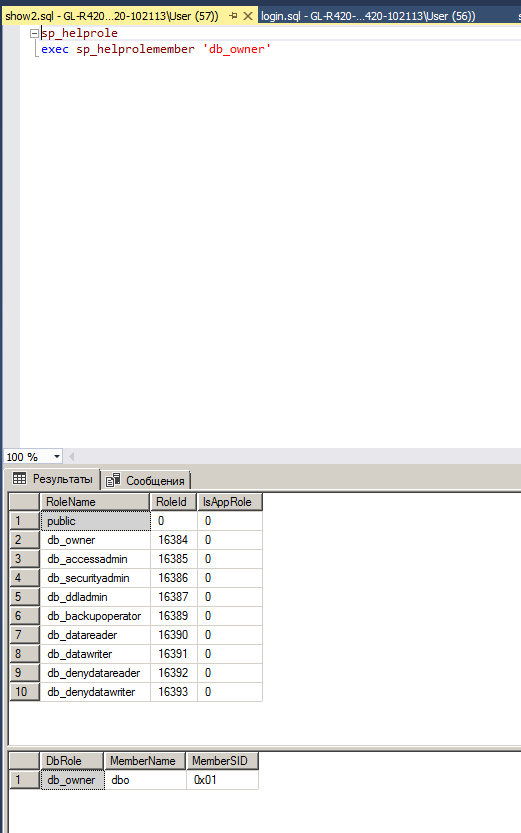 show2.sql - GL-R420...20-102113\User (57))
login.sql - GL-R420-...420-102113\User (56))
sp_helprole
exec sp_helprolemember 'db_owner'
100 %
Результаты
Сообщения
RoleName RoleId IsAppRole
1 public 0 0
2 db_owner 16384 0
3 db_accessadmin 16385 0
4 db_securityadmin 16386 0
5 db_ddladmin 16387 0
6 db_backupoperator 16389 0
7 db_datareader 16390 0
8 db_datawriter 16391 0
9 db_denydatareader 16392 0
10 db_denydatawriter 16393 0
DbRole MemberName MemberSID
1 db_owner dbo 0x01